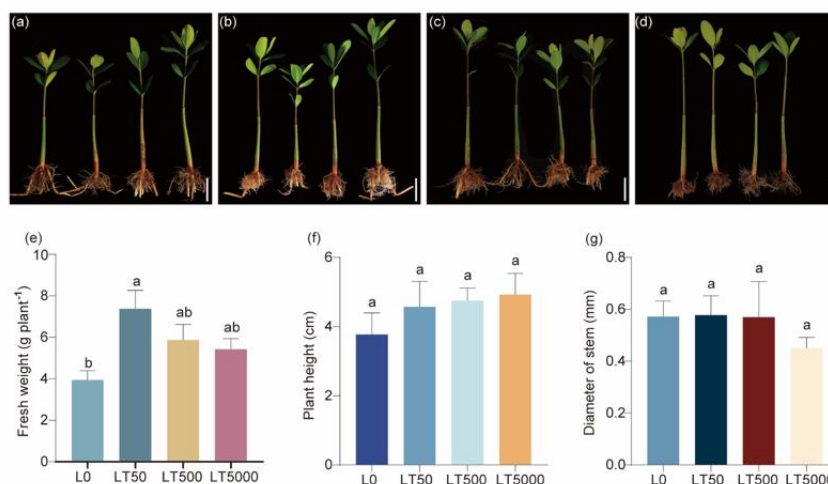 (a)
(b)
(c)
(d)
(e)
Fresh weight (g plant⁻¹)
10
8
6
4
2
0
b
a
ab
ab
L0
LT50
LT500
LT5000
(f)
Plant height (cm)
6
4
2
0
a
a
a
a
L0
LT50
LT500
LT5000
(g)
Diameter of stem (mm)
0.8
0.6
0.4
0.2
0.0
a
a
a
a
L0
LT50
LT500
LT5000